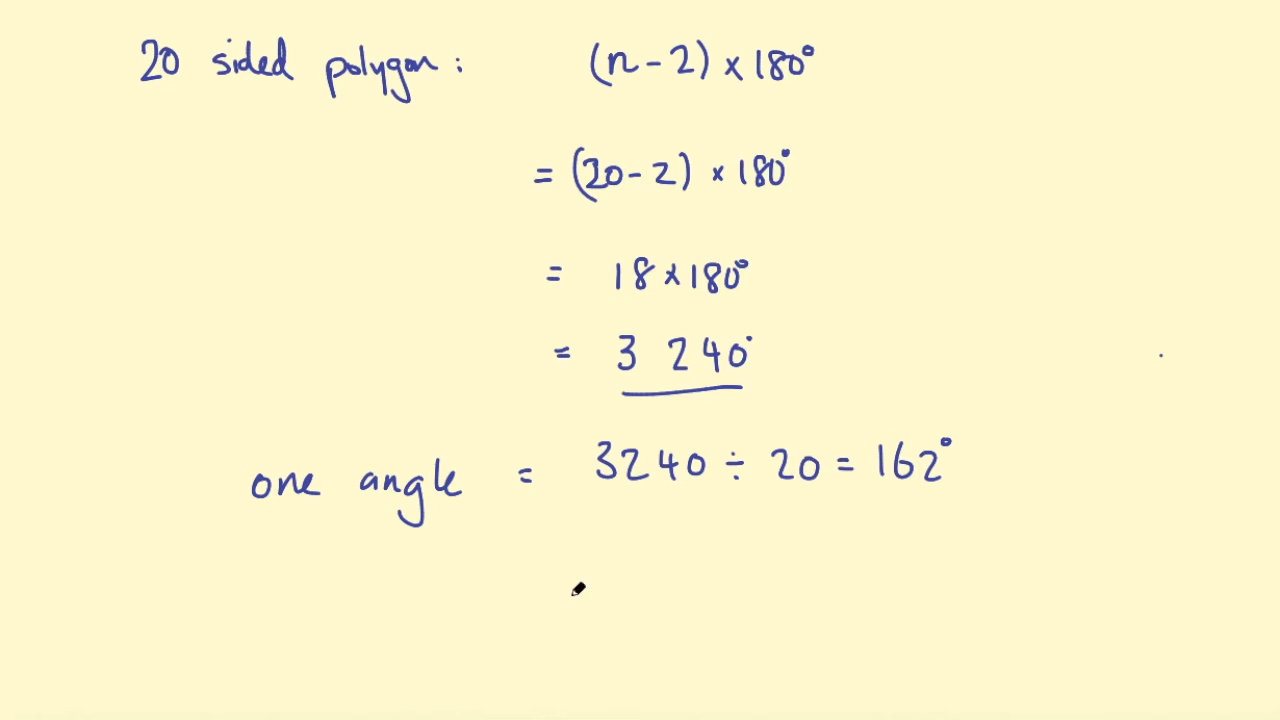 20 sided polygon: (n-2) × 180°
= (20-2) × 180°
= 18 × 180°
= 3 240°
one angle = 3240 ÷ 20 = 162°